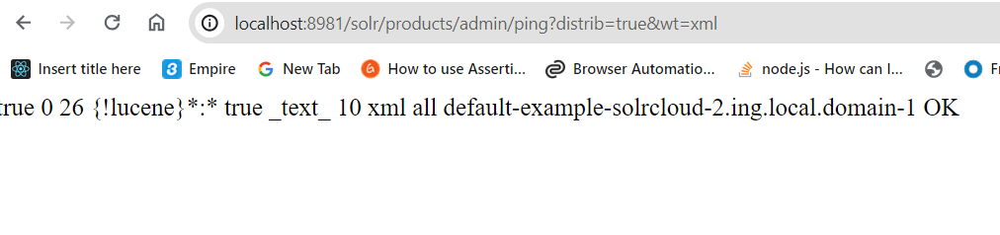 localhost:8981/solr/products/admin/ping?distrib=true&wt=xml
Insert title here 3 Empire G New Tab How to use Asserti... Browser Automatio... node.js - How can I...
0 26 {!lucene}*:* true _text_ 10 xml all default-example-solrcloud-2.ing.local.domain-1 OK